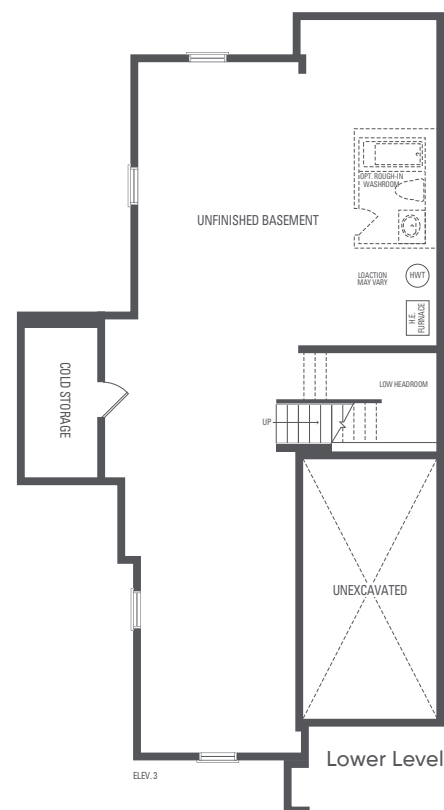 OPT. ROUGH-IN
WASHROOM
UNFINISHED BASEMENT
LOACTION
MAY VARY
HWT
H.E.
FURNACE
COLD STORAGE
LOW HEADROOM
UP
UNEXCAVATED
Lower Level
ELEV. 3